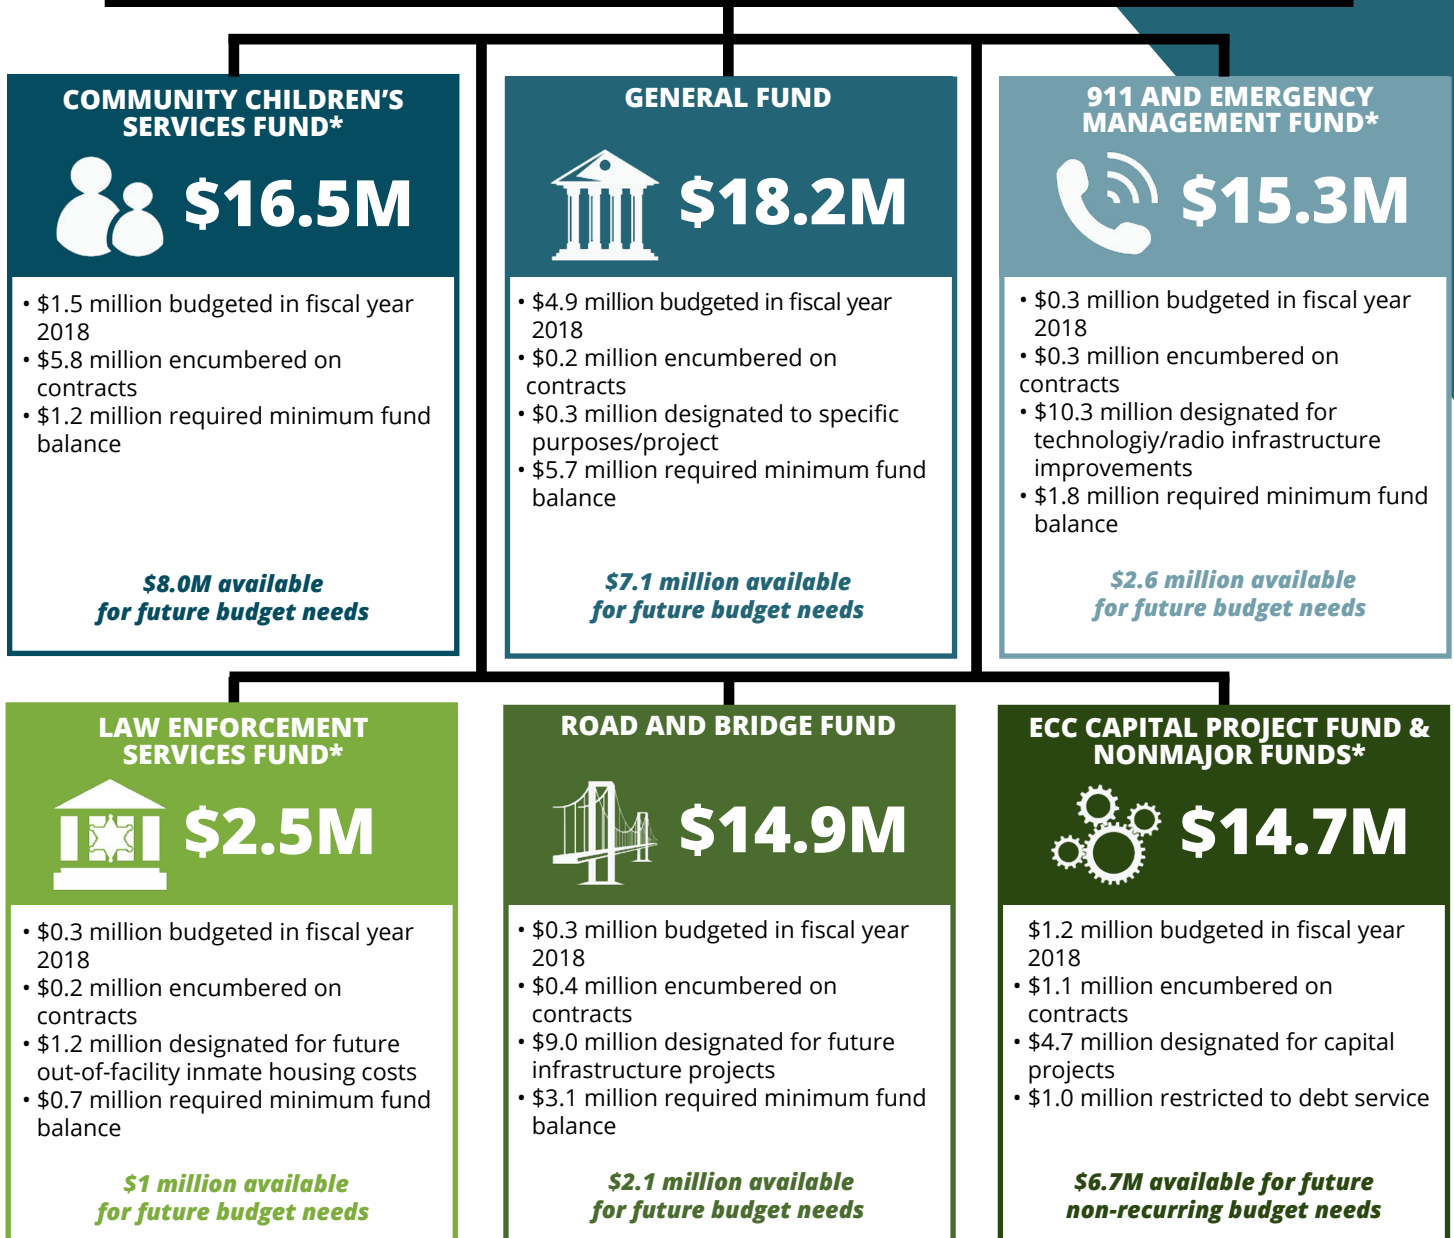 COMMUNITY CHILDREN'S
SERVICES FUND*
$16.5M
• $1.5 million budgeted in fiscal year
2018
• $5.8 million encumbered on
contracts
• $1.2 million required minimum fund
balance
$8.0M available
for future budget needs
GENERAL FUND
$18.2M
• $4.9 million budgeted in fiscal year
2018
• $0.2 million encumbered on
contracts
• $0.3 million designated to specific
purposes/project
• $5.7 million required minimum fund
balance
$7.1 million available
for future budget needs
911 AND EMERGENCY
MANAGEMENT FUND*
$15.3M
• $0.3 million budgeted in fiscal year
2018
• $0.3 million encumbered on
contracts
• $10.3 million designated for
technologiy/radio infrastructure
improvements
• $1.8 million required minimum fund
balance
$2.6 million available
for future budget needs
LAW ENFORCEMENT
SERVICES FUND*
$2.5M
• $0.3 million budgeted in fiscal year
2018
• $0.2 million encumbered on
contracts
• $1.2 million designated for future
out-of-facility inmate housing costs
• $0.7 million required minimum fund
balance
$1 million available
for future budget needs
ROAD AND BRIDGE FUND
$14.9M
• $0.3 million budgeted in fiscal year
2018
• $0.4 million encumbered on
contracts
• $9.0 million designated for future
infrastructure projects
• $3.1 million required minimum fund
balance
$2.1 million available
for future budget needs
ECC CAPITAL PROJECT FUND &
NONMAJOR FUNDS*
$14.7M
$1.2 million budgeted in fiscal year
2018
• $1.1 million encumbered on
contracts
• $4.7 million designated for capital
projects
• $1.0 million restricted to debt service
$6.7M available for future
non-recurring budget needs